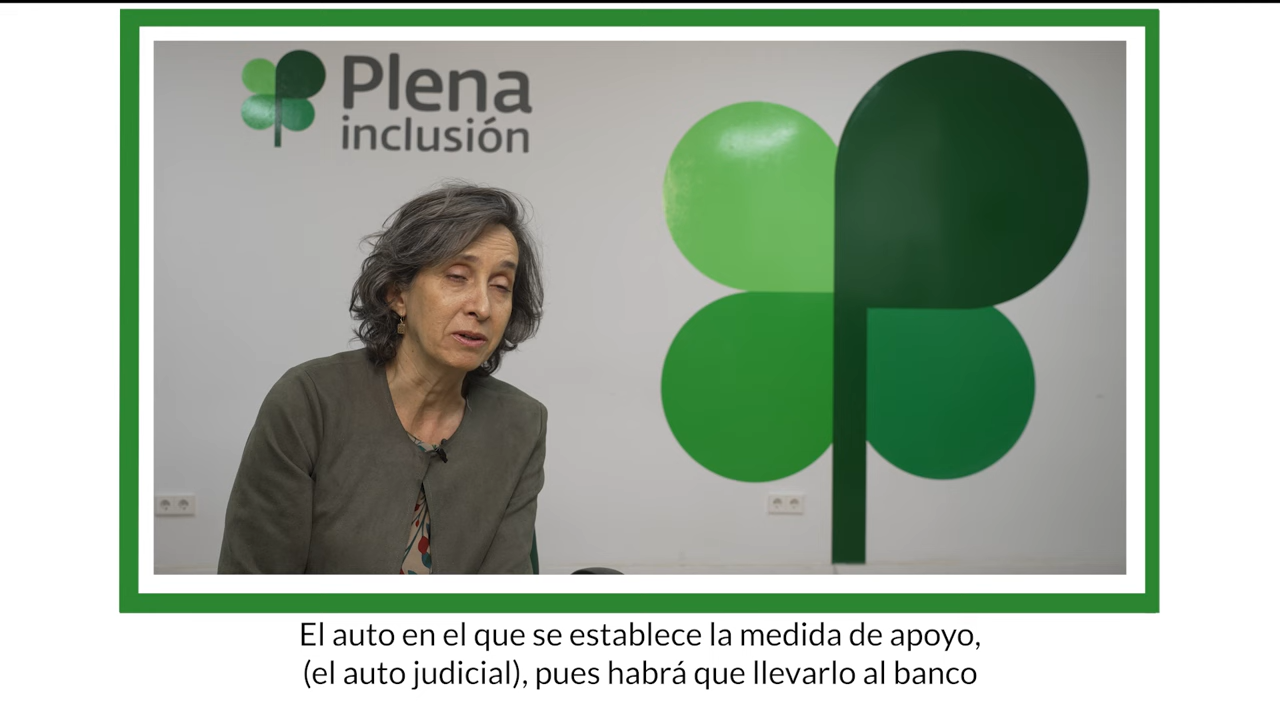 Plena
inclusión
El auto en el que se establece la medida de apoyo,
(el auto judicial), pues habrá que llevarlo al banco